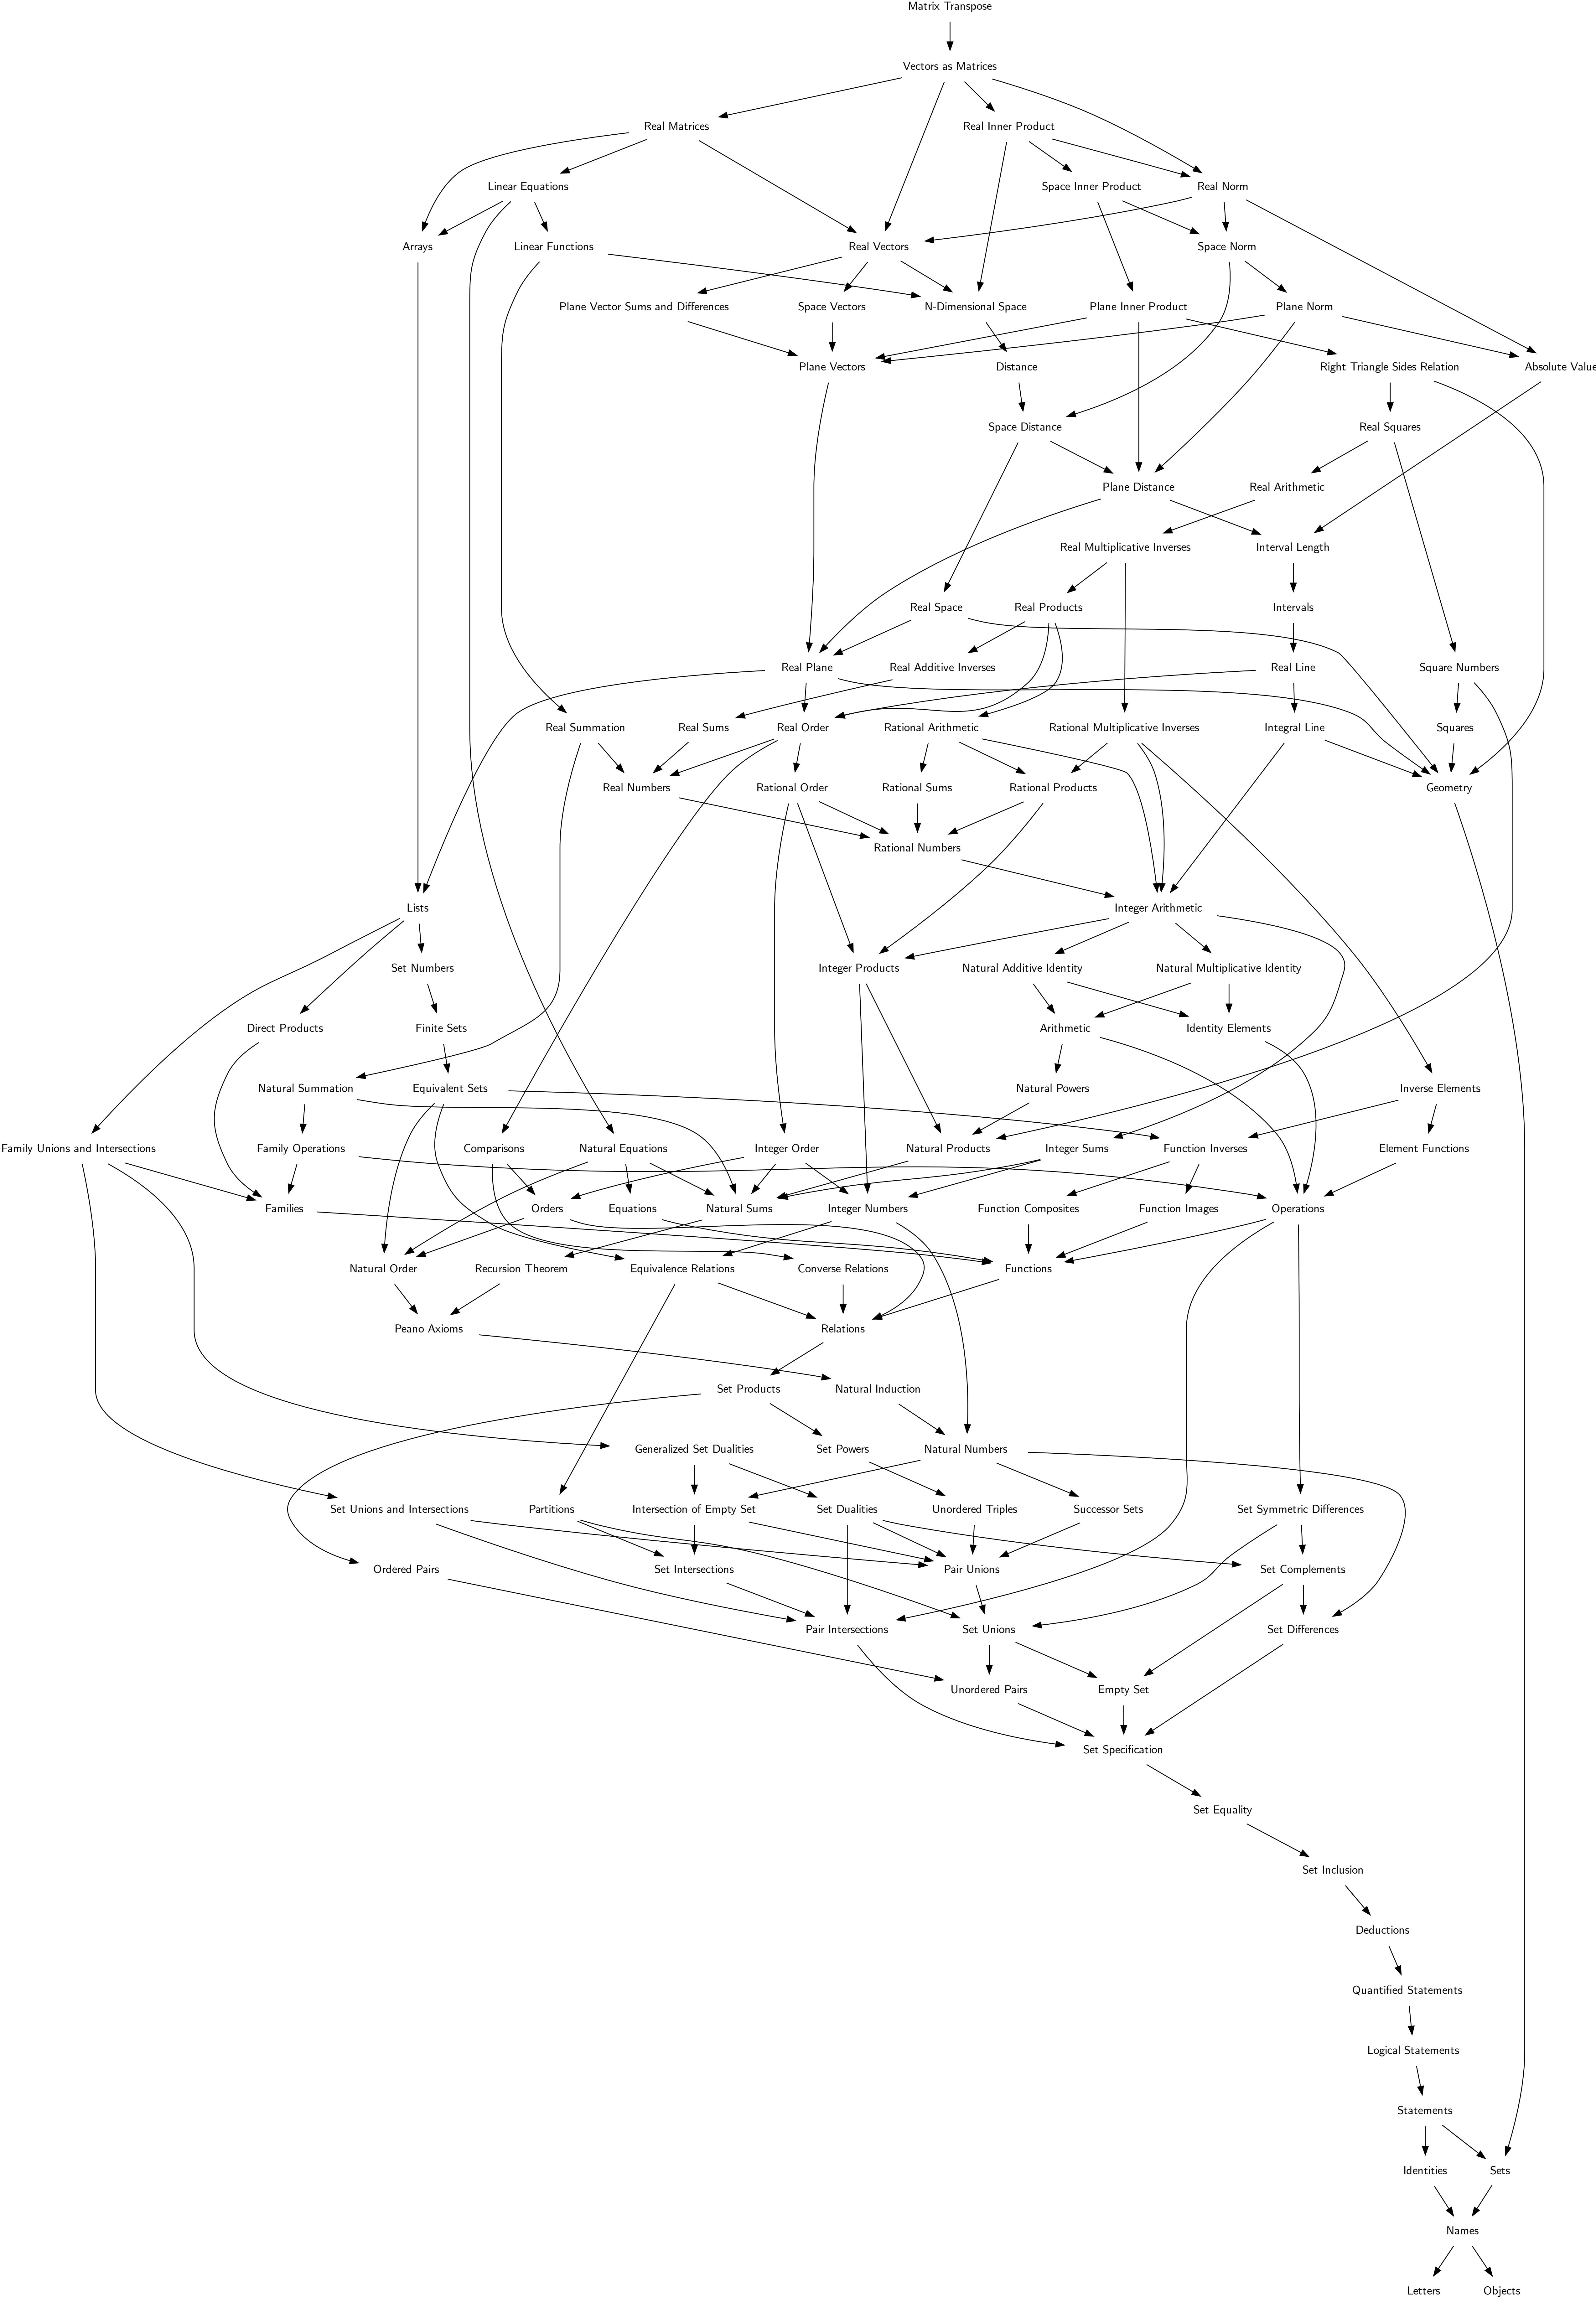 Matrix Transpose
Vectors as Matrices
Real Matrices
Real Inner Product
Linear Equations
Space Inner Product
Real Norm
Arrays
Linear Functions
Real Vectors
Space Norm
Plane Vector Sums and Differences
Space Vectors
N-Dimensional Space
Plane Inner Product
Plane Norm
Plane Vectors
Distance
Right Triangle Sides Relation
Absolute Value
Space Distance
Real Squares
Plane Distance
Real Arithmetic
Real Multiplicative Inverses
Interval Length
Real Space
Real Products
Intervals
Real Plane
Real Additive Inverses
Real Line
Square Numbers
Real Summation
Real Sums
Real Order
Rational Arithmetic
Rational Multiplicative Inverses
Integral Line
Squares
Real Numbers
Rational Order
Rational Sums
Rational Products
Geometry
Rational Numbers
Lists
Integer Arithmetic
Set Numbers
Integer Products
Natural Additive Identity
Natural Multiplicative Identity
Direct Products
Finite Sets
Arithmetic
Identity Elements
Natural Summation
Equivalent Sets
Natural Powers
Inverse Elements
Family Unions and Intersections
Family Operations
Comparisons
Natural Equations
Integer Order
Natural Products
Integer Sums
Function Inverses
Element Functions
Families
Orders
Equations
Natural Sums
Integer Numbers
Function Composites
Function Images
Operations
Natural Order
Recursion Theorem
Equivalence Relations
Converse Relations
Functions
Peano Axioms
Relations
Set Products
Natural Induction
Generalized Set Dualities
Set Powers
Natural Numbers
Set Unions and Intersections
Partitions
Intersection of Empty Set
Set Dualities
Unordered Triples
Successor Sets
Set Symmetric Differences
Ordered Pairs
Set Intersections
Pair Unions
Set Complements
Pair Intersections
Set Unions
Set Differences
Unordered Pairs
Empty Set
Set Specification
Set Equality
Set Inclusion
Deductions
Quantified Statements
Logical Statements
Statements
Identities
Sets
Names
Letters
Objects